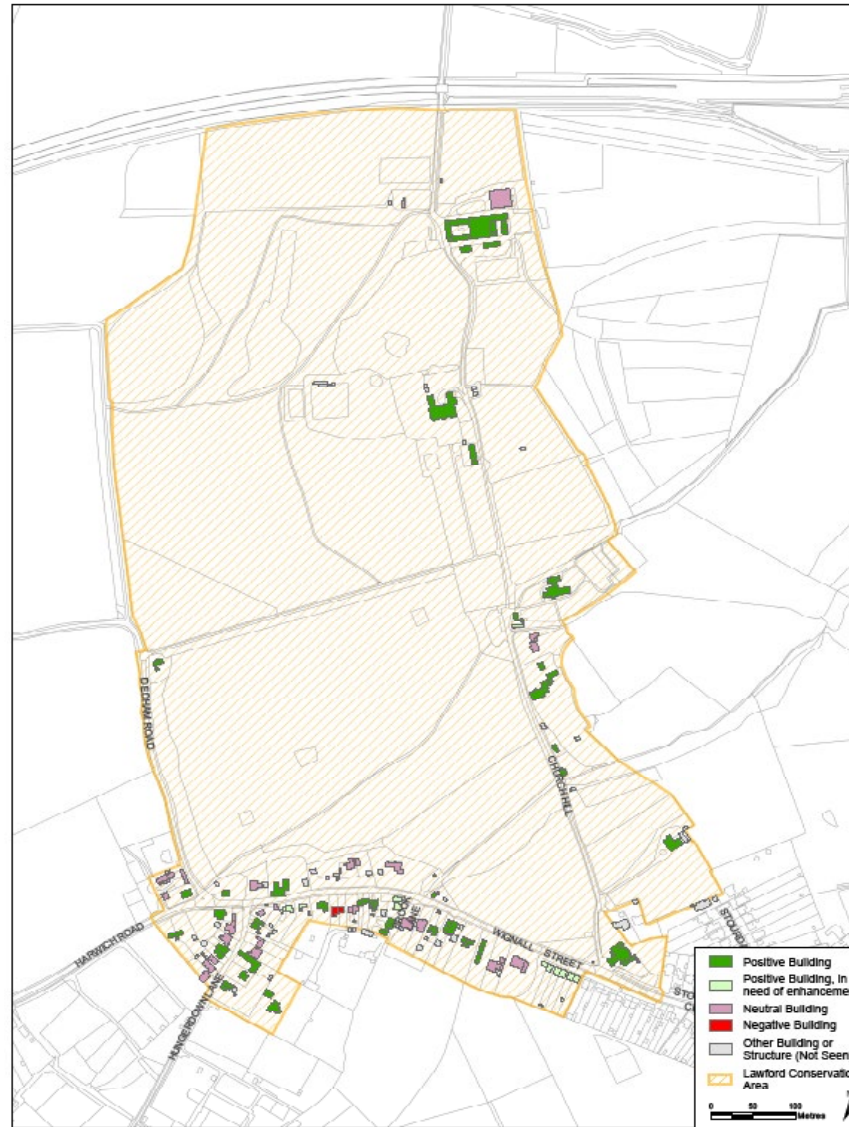 DEDHAM ROAD
CHURCH HILL
HARWICH ROAD
HUNGERDOWN LANE
WIGNALL
STREET
Positive Building
Positive Building, in
need of enhanceme
Neutral Building
Negative Building
Other Building or
Structure (Not Seen
Lawford Conservatio
Area
0 50 100
Metres